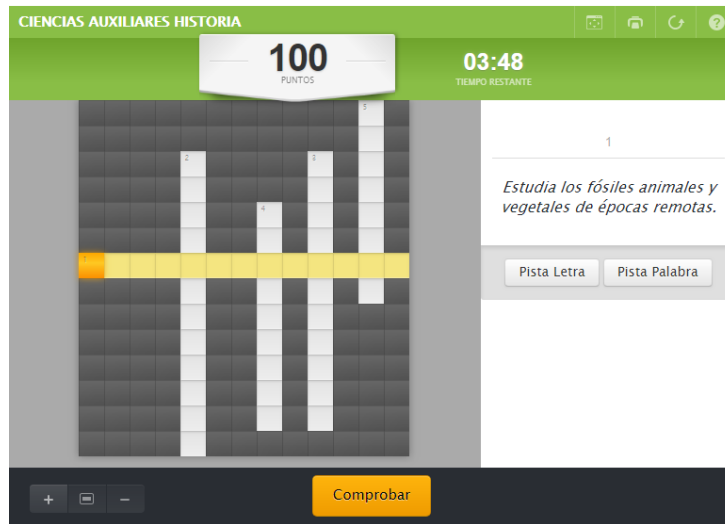 CIENCIAS AUXILIARES HISTORIA
?
100
PUNTOS
03:48
TIEMPO RESTANTE
5
2
3
4
1
1
Estudia los fósiles animales y
vegetales de épocas remotas.
Pista Letra
Pista Palabra
+
−
Comprobar